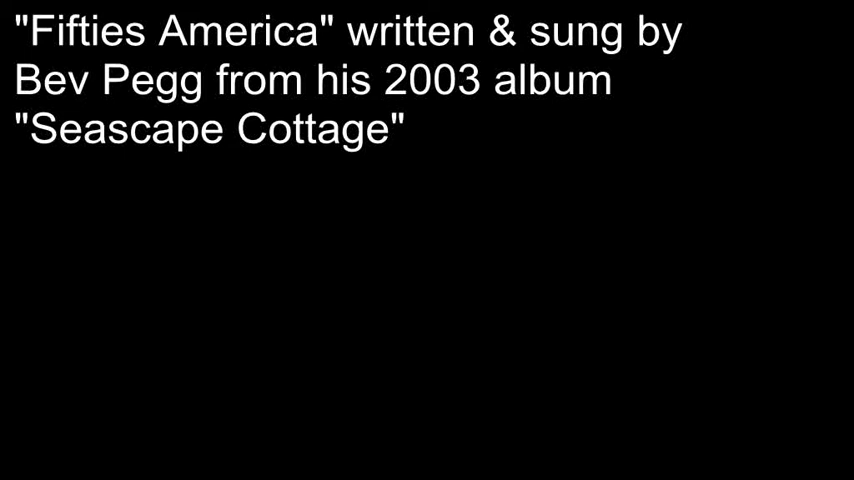 "Fifties America" written & sung by
Bev Pegg from his 2003 album
"Seascape Cottage"